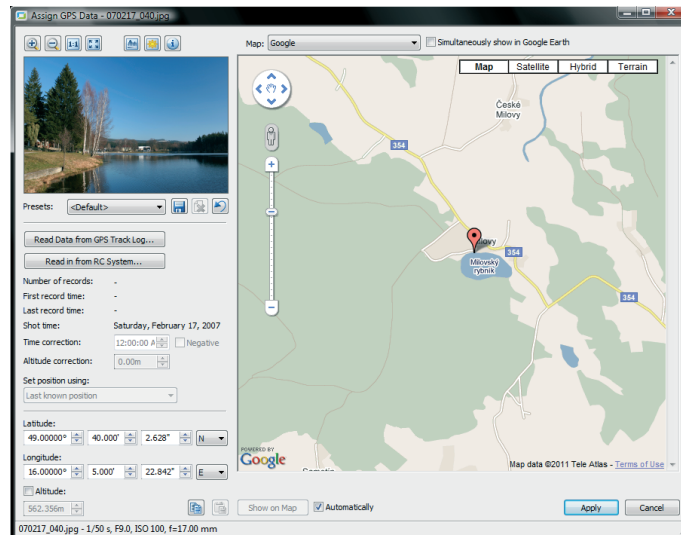 Assign GPS Data - 070217_040.jpg
1:1
Map: Google
Simultaneously show in Google Earth
Map Satellite Hybrid Terrain
České
Milovy
354
354
354
Milovský
rybník
Presets: <Default>
Read Data from GPS Track Log...
Read in from RC System...
Number of records: -
First record time: -
Last record time: -
Shot time: Saturday, February 17, 2007
Time correction: 12:00:00 A Negative
Altitude correction: 0.00m
Set position using:
Last known position
Latitude:
49.00000° 40.000' 2.628" N
Longitude:
16.00000° 5.000' 22.842" E
Altitude:
562.356m
POWERED BY
Google
Map data ©2011 Tele Atlas - Terms of Use
Show on Map Automatically Apply Cancel
070217_040.jpg - 1/50 s, F9.0, ISO 100, f=17.00 mm